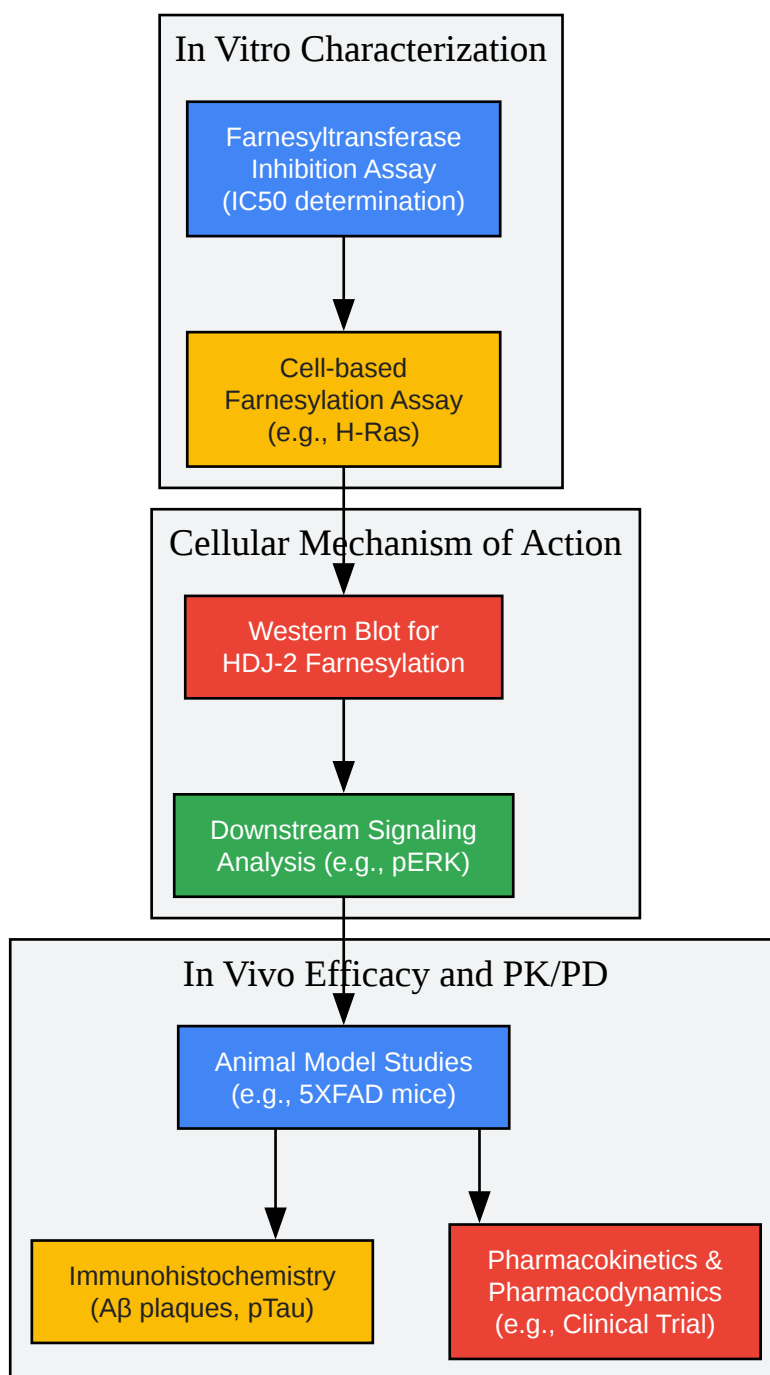 In Vitro Characterization
Farnesyltransferase
Inhibition Assay
(IC50 determination)
Cell-based
Farnesylation Assay
(e.g., H-Ras)
Cellular Mechanism of Action
Western Blot for
HDJ-2 Farnesylation
Downstream Signaling
Analysis (e.g., pERK)
In Vivo Efficacy and PK/PD
Animal Model Studies
(e.g., 5XFAD mice)
Immunohistochemistry
(Aβ plaques, pTau)
Pharmacokinetics &
Pharmacodynamics
(e.g., Clinical Trial)